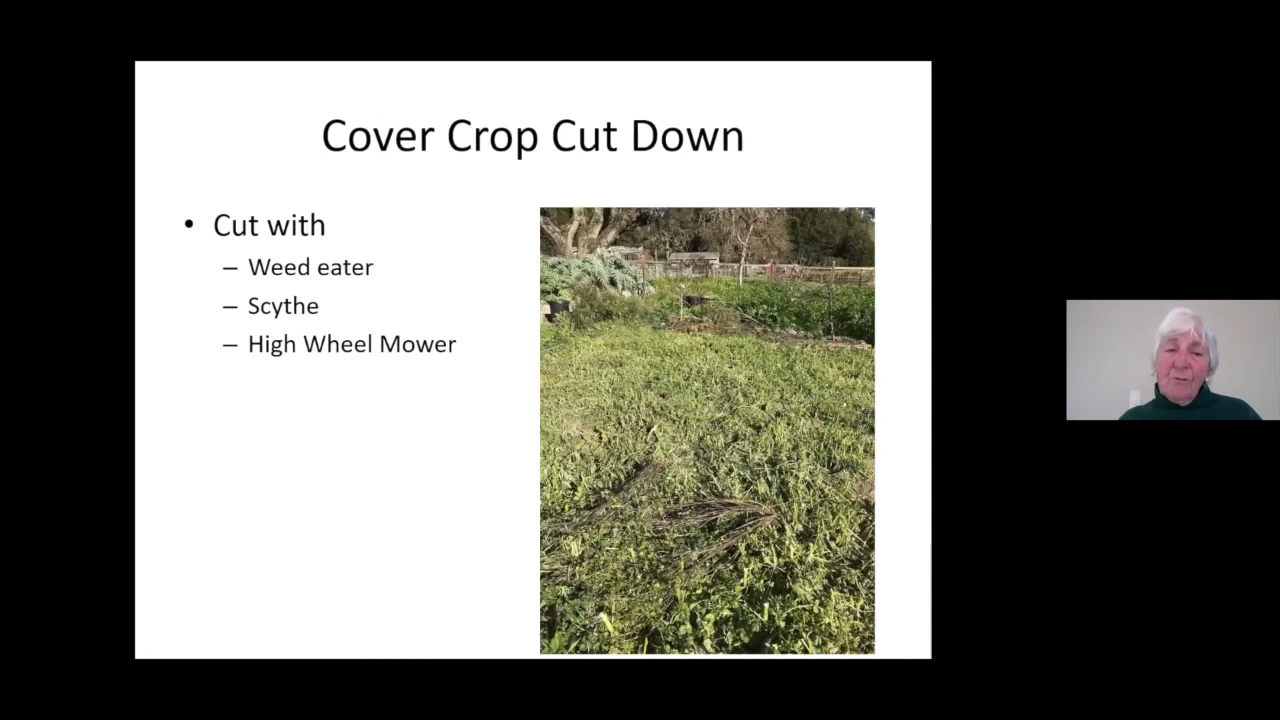 Cover Crop Cut Down
• Cut with
– Weed eater
– Scythe
– High Wheel Mower